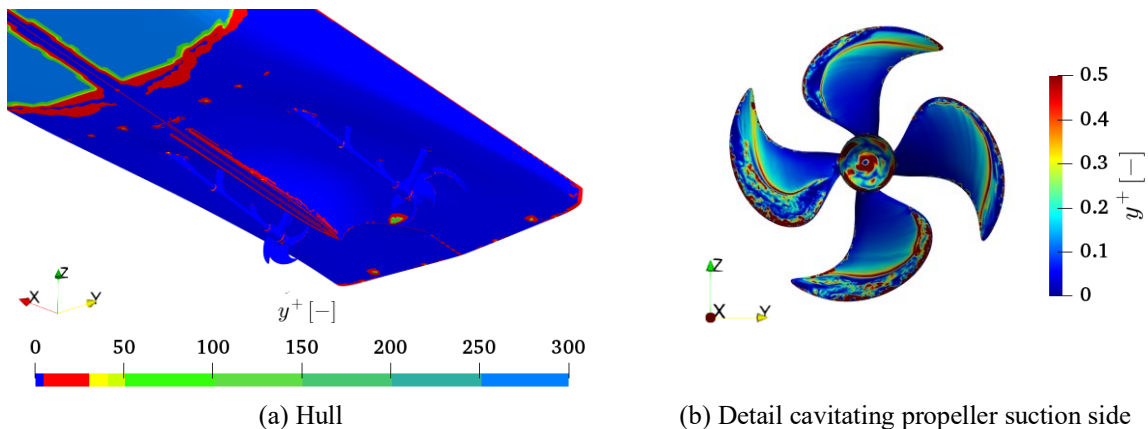 Z
X
Y
y+ [−]
0 50 100 150 200 250 300
(a) Hull
0.5
0.4
0.3
0.2
0.1
0
y+ [−]
Z
X
Y
(b) Detail cavitating propeller suction side